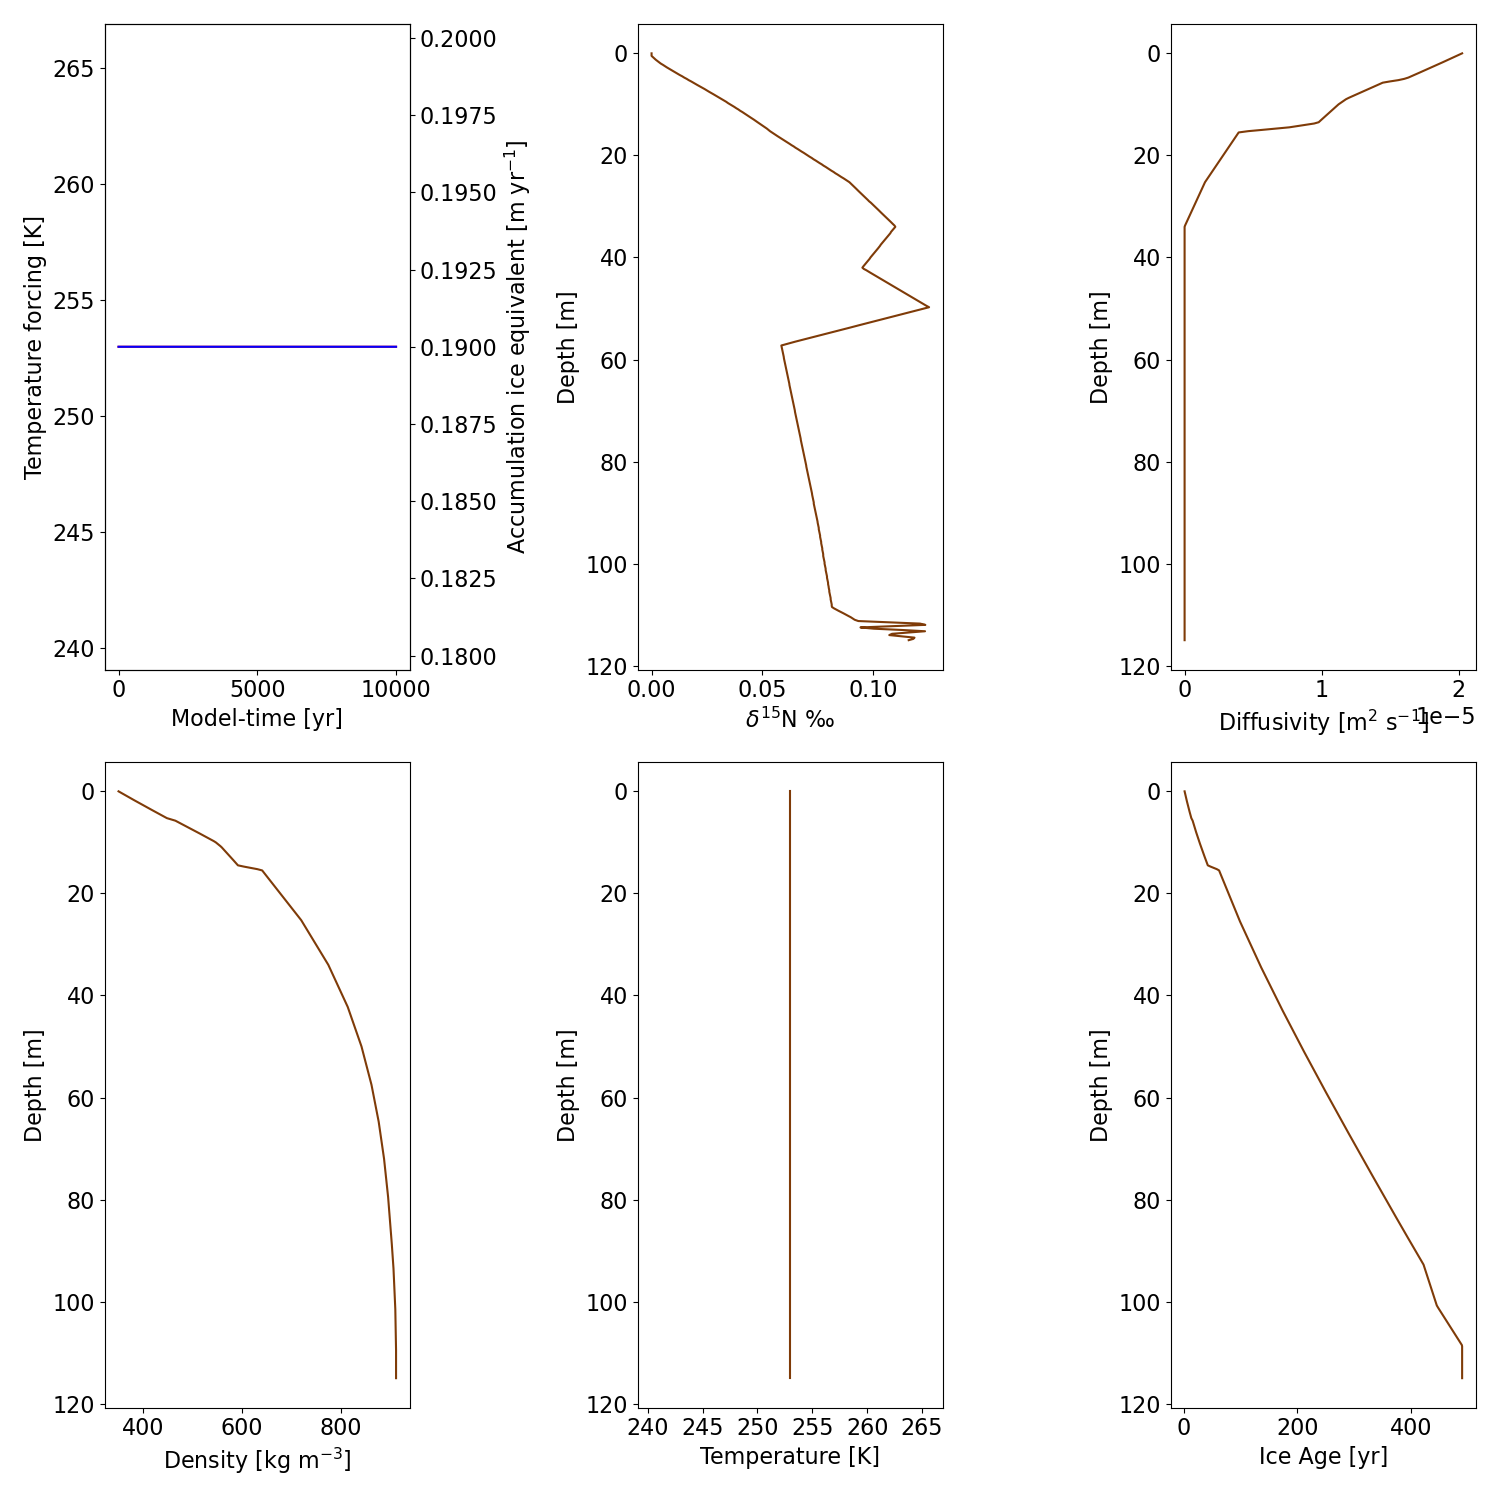 Temperature forcing [K]
265
260
255
250
245
240
0 5000 10000
Model-time [yr]
0.2000
0.1975
0.1950
0.1925
0.1900
0.1875
0.1850
0.1825
0.1800
Accumulation ice equivalent [m yr⁻¹]
Depth [m]
0
20
40
60
80
100
120
0.00 0.05 0.10
δ¹⁵N ‰
Depth [m]
0
20
40
60
80
100
120
0 1 2
Diffusivity [m² s⁻¹]
1e−5
Depth [m]
0
20
40
60
80
100
120
400 600 800
Density [kg m⁻³]
Depth [m]
0
20
40
60
80
100
120
240 245 250 255 260 265
Temperature [K]
Depth [m]
0
20
40
60
80
100
120
0 200 400
Ice Age [yr]